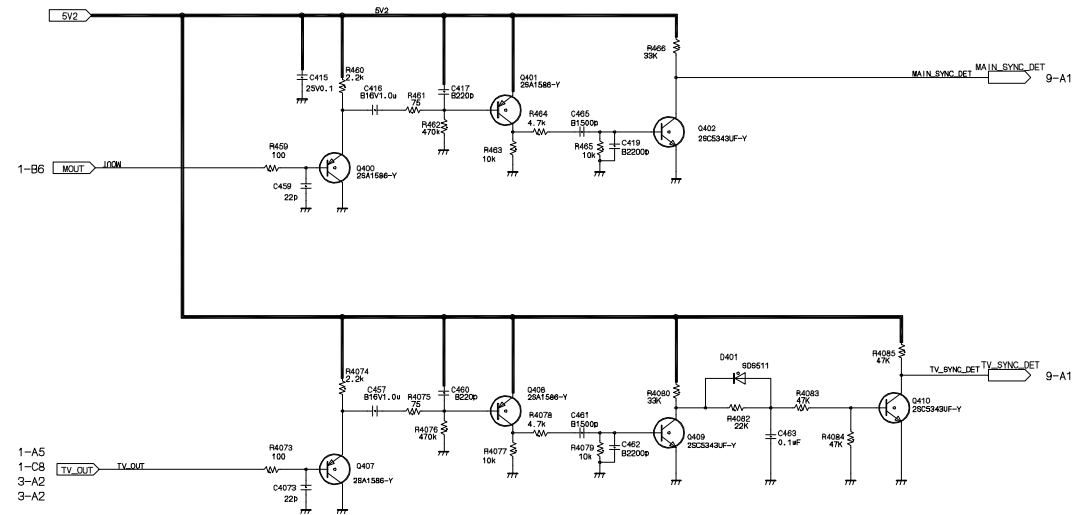 5V2
5V2
C415
25V0.1
R460
2.2k
C416
B16V1.0u
R461
75
C417
B220p
R462
470k
Q401
2SA1586-Y
R464
4.7k
R463
10k
C465
B1500p
R465
10k
C419
B2200p
R466
33K
Q402
2SC5343UF-Y
MAIN_SYNC_DET
MAIN_SYNC_DET
9-A1
1-B6
MOUT
MOUT
R459
100
C459
22p
Q400
2SA1586-Y
R4074
2.2k
C457
B16V1.0u
R4075
75
C460
B220p
R4076
470k
Q408
2SA1586-Y
R4078
4.7k
R4077
10k
C461
B1500p
R4079
10k
C462
B2200p
R4080
33K
Q409
2SC5343UF-Y
D401
SDS511
R4082
22K
C463
0.1uF
R4083
47K
R4084
47K
R4085
47K
Q410
2SC5343UF-Y
TV_SYNC_DET
TV_SYNC_DET
9-A1
1-A5
1-C8
3-A2
3-A2
TV_OUT
TV_OUT
R4073
100
C4073
22p
Q407
2SA1586-Y